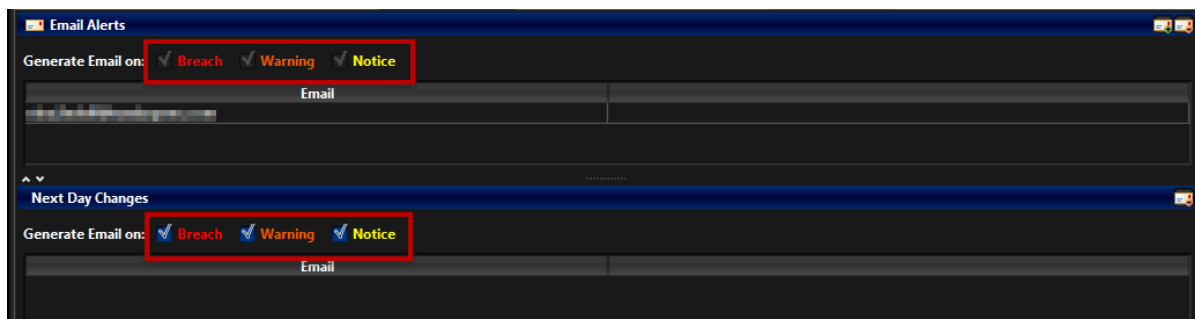 Email Alerts
Generate Email on: Breach Warning Notice
Email
Next Day Changes
Generate Email on: Breach Warning Notice
Email